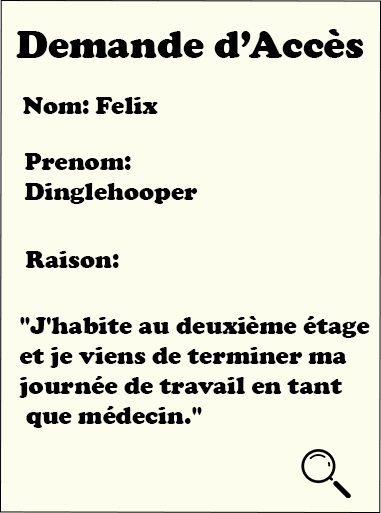 Demande d’Accès
Nom: Felix
Prenom:
Dinglehooper
Raison:
"J'habite au deuxième étage
et je viens de terminer ma
journée de travail en tant
que médecin."